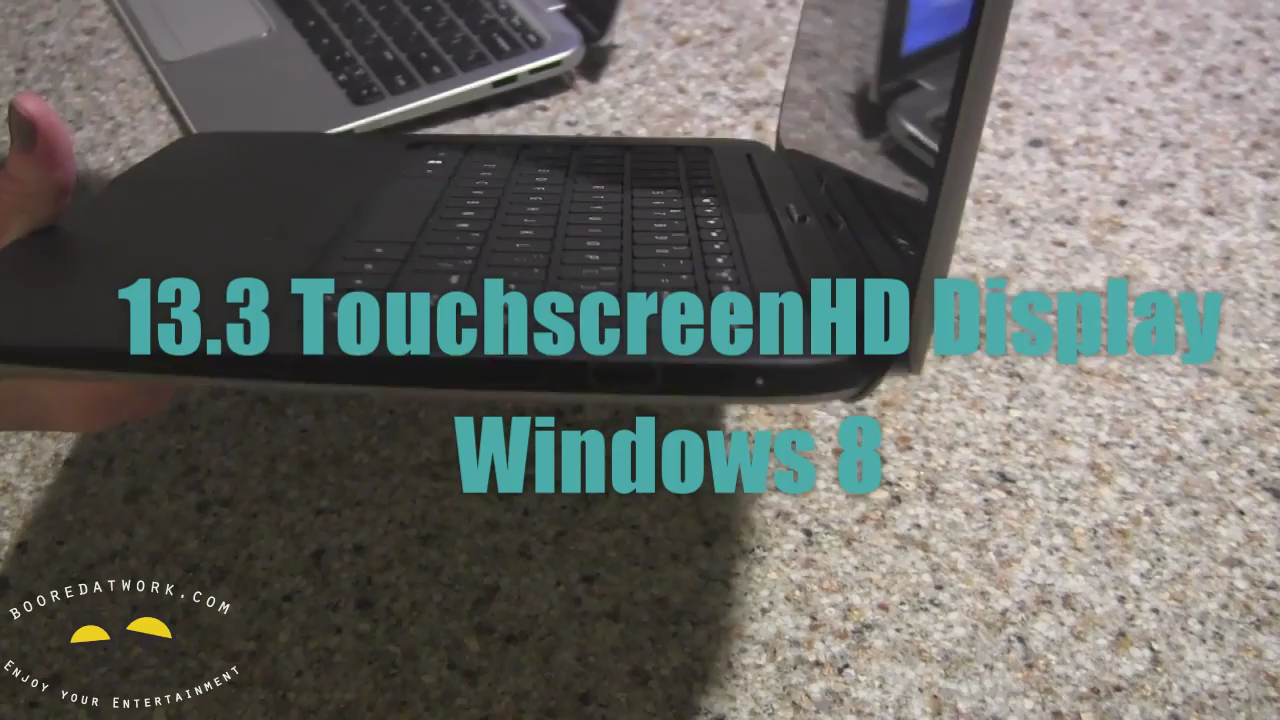 13.3 TouchscreenHD Display
Windows 8
BOOREDATWORK.COM
ENJOY YOUR ENTERTAINMENT